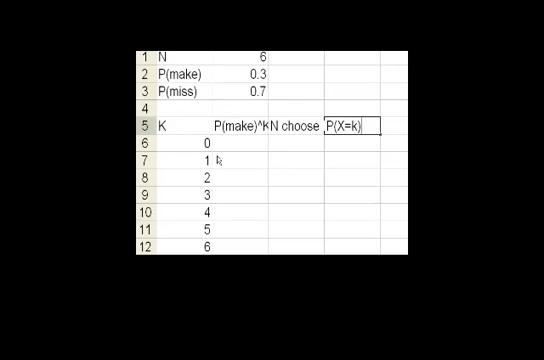 1 N 6
2 P(make) 0.3
3 P(miss) 0.7
4
5 K P(make)^K N choose P(X=k)
6 0
7 1
8 2
9 3
10 4
11 5
12 6